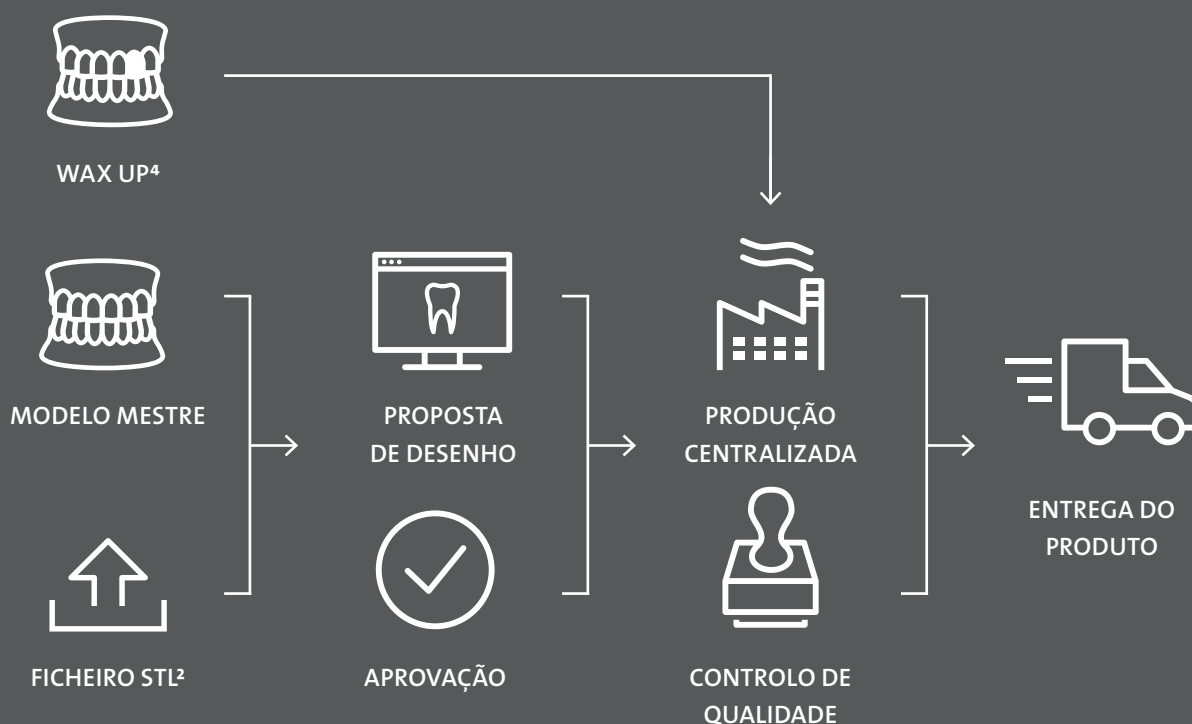 WAX UP⁴
MODELO MESTRE
PROPOSTA
DE DESENHO
PRODUÇÃO
CENTRALIZADA
ENTREGA DO
PRODUTO
FICHEIRO STL²
APROVAÇÃO
CONTROLO DE
QUALIDADE